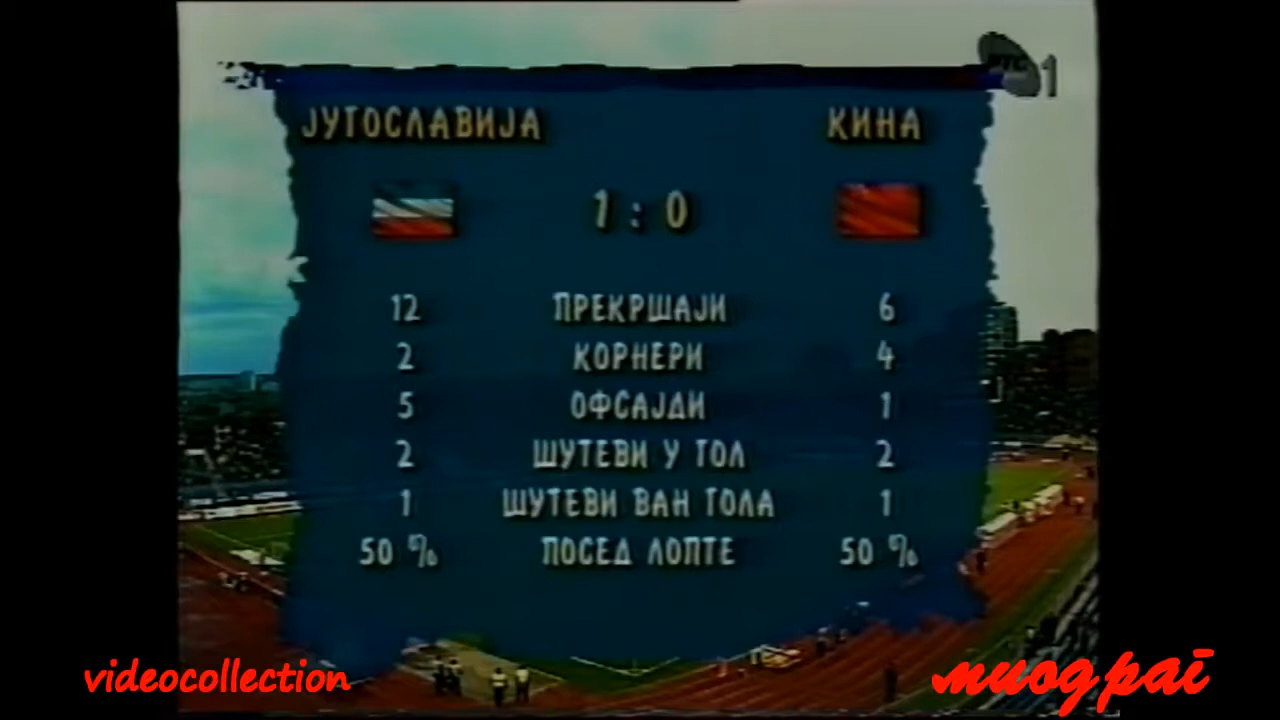 РТС 1
ЈУГОСЛАВИЈА КИНА
1 : 0
12 ПРЕКРШАЈИ 6
2 КОРНЕРИ 4
5 ОФСАЈДИ 1
2 ШУТЕВИ У ГОЛ 2
1 ШУТЕВИ ВАН ГОЛА 1
50 % ПОСЕД ЛОПТЕ 50 %
videocollection миодраг